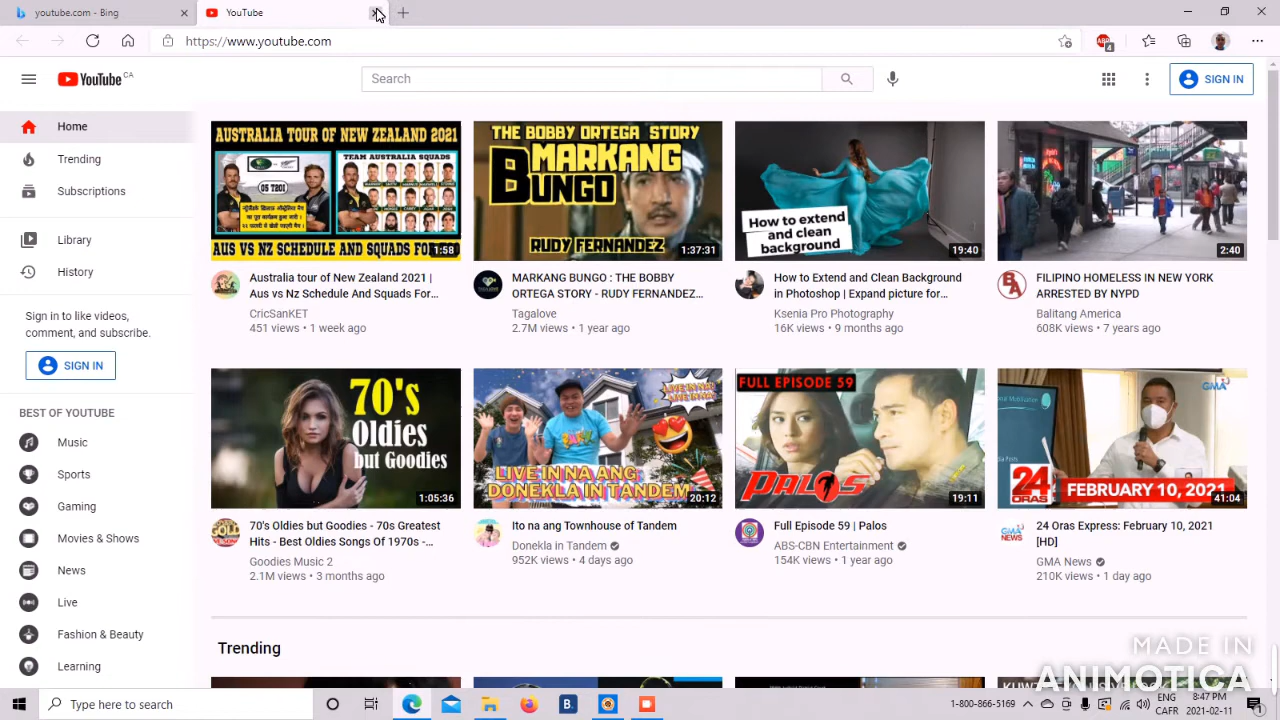 youtube.com - Bing
YouTube
https://www.youtube.com
4
YouTube CA
Search
SIGN IN
Home
Trending
Subscriptions
Library
History
Sign in to like videos,
comment, and subscribe.
SIGN IN
BEST OF YOUTUBE
Music
Sports
Gaming
Movies & Shows
News
Live
Fashion & Beauty
Learning
AUSTRALIA TOUR OF NEW ZEALAND 2021
TEAM AUSTRALIA SQUADS
05 T20I
AUS VS NZ SCHEDULE AND SQUADS
1:58
Australia tour of New Zealand 2021 |
Aus vs Nz Schedule And Squads For...
CricSanKET
451 views • 1 week ago
THE BOBBY ORTEGA STORY
MARKANG
BUNGO
RUDY FERNANDEZ
1:37:31
MARKANG BUNGO : THE BOBBY
ORTEGA STORY - RUDY FERNANDEZ...
Tagalove
2.7M views • 1 year ago
How to extend
and clean
background
19:40
How to Extend and Clean Background
in Photoshop | Expand picture for...
Ksenia Pro Photography
16K views • 9 months ago
2:40
FILIPINO HOMELESS IN NEW YORK
ARRESTED BY NYPD
Balitang America
608K views • 7 years ago
70's
Oldies
but Goodies
1:05:36
70's Oldies but Goodies - 70s Greatest
Hits - Best Oldies Songs Of 1970s -...
Goodies Music 2
2.1M views • 3 months ago
LIVE IN NA ANG
DONEKLA IN TANDEM
20:12
Ito na ang Townhouse of Tandem
Donekla in Tandem
952K views • 4 days ago
FULL EPISODE 59
PALOS
19:11
Full Episode 59 | Palos
ABS-CBN Entertainment
154K views • 1 year ago
GMA
24
ORAS
FEBRUARY 10, 2021
41:04
24 Oras Express: February 10, 2021
[HD]
GMA News
210K views • 1 day ago
Trending
MADE IN
ANIMOTICA
Type here to search
B.
1-800-866-5169
ENG
CAFR
8:47 PM
2021-02-11
1